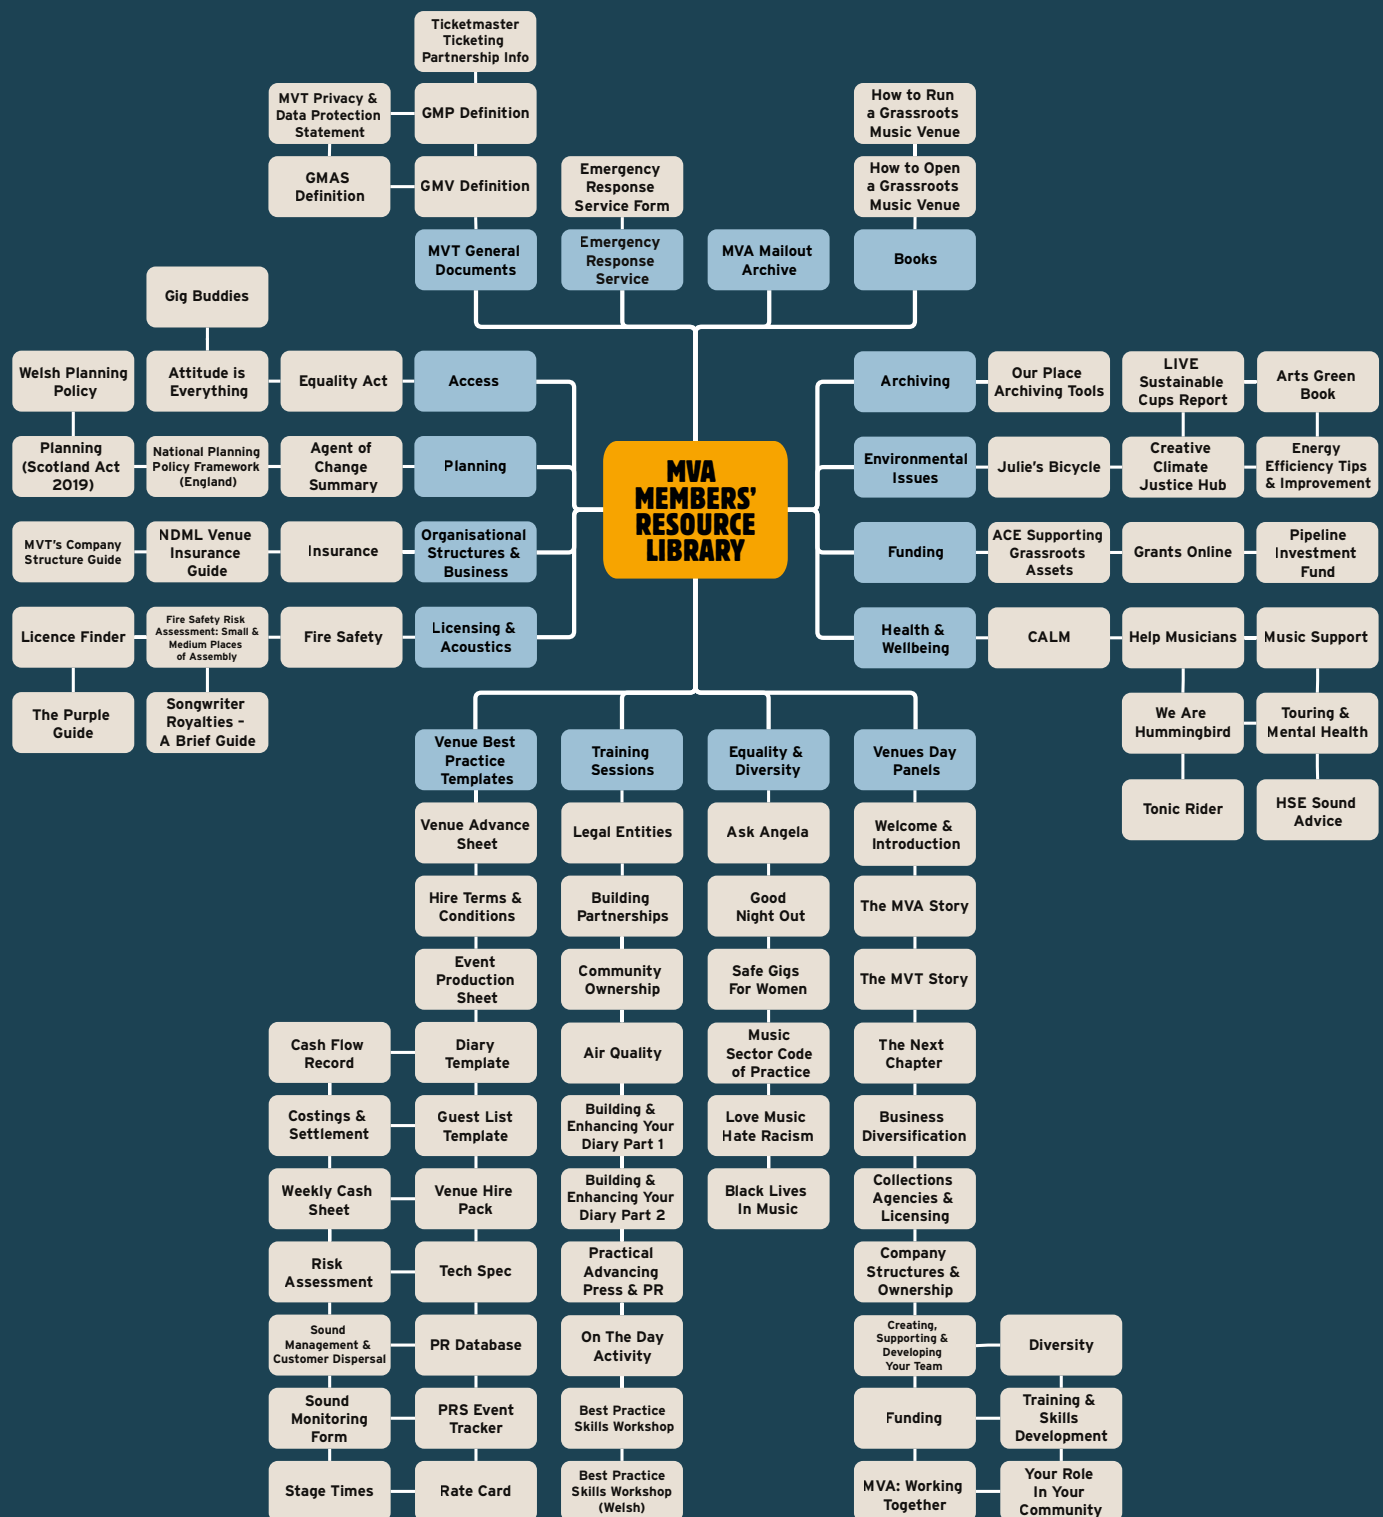 Ticketmaster
Ticketing
Partnership Info
MVT Privacy &
Data Protection
Statement
GMP Definition
GMAS
Definition
GMV Definition
MVT General
Documents
Emergency
Response
Service Form
Emergency
Response
Service
MVA Mailout
Archive
How to Run
a Grassroots
Music Venue
How to Open
a Grassroots
Music Venue
Books
Gig Buddies
Welsh Planning
Policy
Attitude is
Everything
Equality Act
Access
Planning
(Scotland Act
2019)
National Planning
Policy Framework
(England)
Agent of
Change
Summary
Planning
MVT's Company
Structure Guide
NDML Venue
Insurance
Guide
Insurance
Organisational
Structures &
Business
Licence Finder
Fire Safety Risk
Assessment: Small &
Medium Places
of Assembly
Fire Safety
Licensing &
Acoustics
The Purple
Guide
Songwriter
Royalties -
A Brief Guide
MVA
MEMBERS'
RESOURCE
LIBRARY
Archiving
Our Place
Archiving Tools
LIVE
Sustainable
Cups Report
Arts Green
Book
Environmental
Issues
Julie's Bicycle
Creative
Climate
Justice Hub
Energy
Efficiency Tips
& Improvement
Funding
ACE Supporting
Grassroots
Assets
Grants Online
Pipeline
Investment
Fund
Health &
Wellbeing
CALM
Help Musicians
Music Support
We Are
Hummingbird
Touring &
Mental Health
Tonic Rider
HSE Sound
Advice
Venue Best
Practice
Templates
Venue Advance
Sheet
Hire Terms &
Conditions
Event
Production
Sheet
Cash Flow
Record
Diary
Template
Costings &
Settlement
Guest List
Template
Weekly Cash
Sheet
Venue Hire
Pack
Risk
Assessment
Tech Spec
Sound
Management &
Customer Dispersal
PR Database
Sound
Monitoring
Form
PRS Event
Tracker
Stage Times
Rate Card
Training
Sessions
Legal Entities
Building
Partnerships
Community
Ownership
Air Quality
Building &
Enhancing Your
Diary Part 1
Building &
Enhancing Your
Diary Part 2
Practical
Advancing
Press & PR
On The Day
Activity
Best Practice
Skills Workshop
Best Practice
Skills Workshop
(Welsh)
Equality &
Diversity
Ask Angela
Good
Night Out
Safe Gigs
For Women
Music
Sector Code
of Practice
Love Music
Hate Racism
Black Lives
In Music
Venues Day
Panels
Welcome &
Introduction
The MVA Story
The MVT Story
The Next
Chapter
Business
Diversification
Collections
Agencies &
Licensing
Company
Structures &
Ownership
Creating,
Supporting &
Developing
Your Team
Diversity
Funding
Training &
Skills
Development
MVA: Working
Together
Your Role
In Your
Community